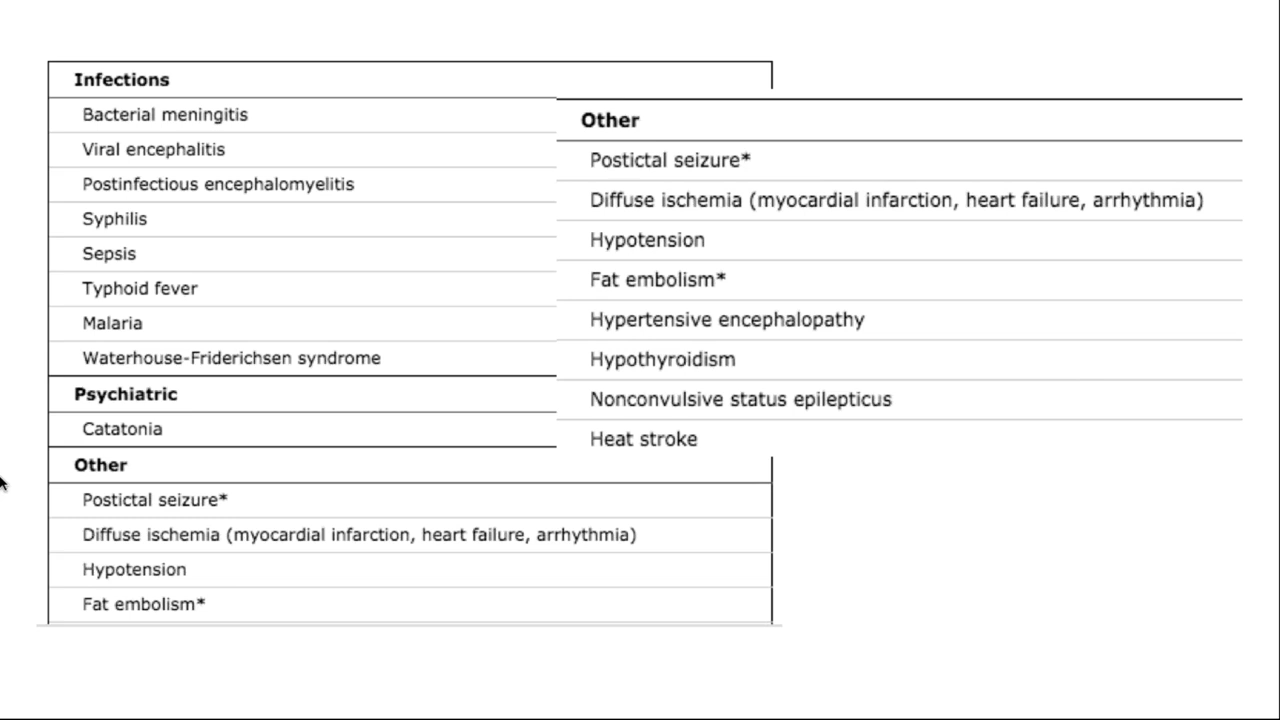 Infections
Bacterial meningitis
Viral encephalitis
Postinfectious encephalomyelitis
Syphilis
Sepsis
Typhoid fever
Malaria
Waterhouse-Friderichsen syndrome
Psychiatric
Catatonia
Other
Postictal seizure*
Diffuse ischemia (myocardial infarction, heart failure, arrhythmia)
Hypotension
Fat embolism*
Other
Postictal seizure*
Diffuse ischemia (myocardial infarction, heart failure, arrhythmia)
Hypotension
Fat embolism*
Hypertensive encephalopathy
Hypothyroidism
Nonconvulsive status epilepticus
Heat stroke